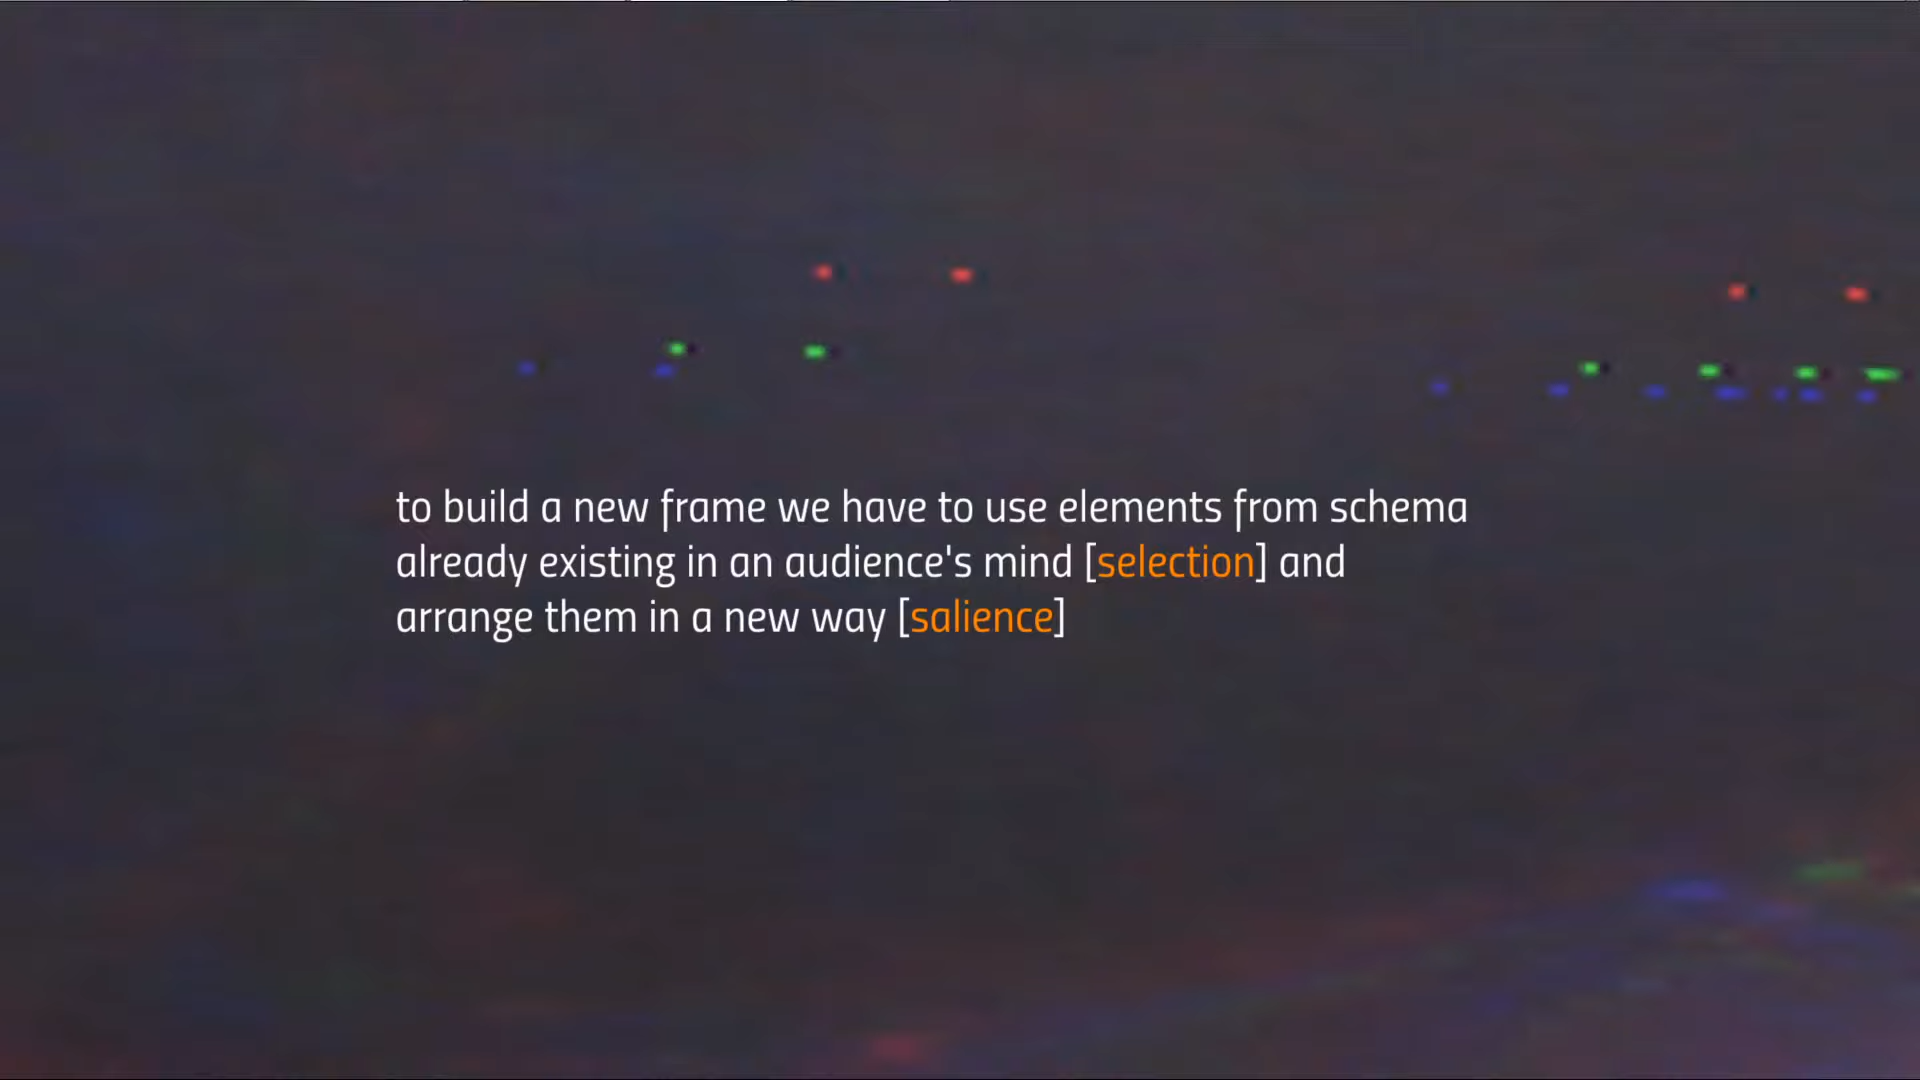 to build a new frame we have to use elements from schema
already existing in an audience's mind [selection] and
arrange them in a new way [salience]